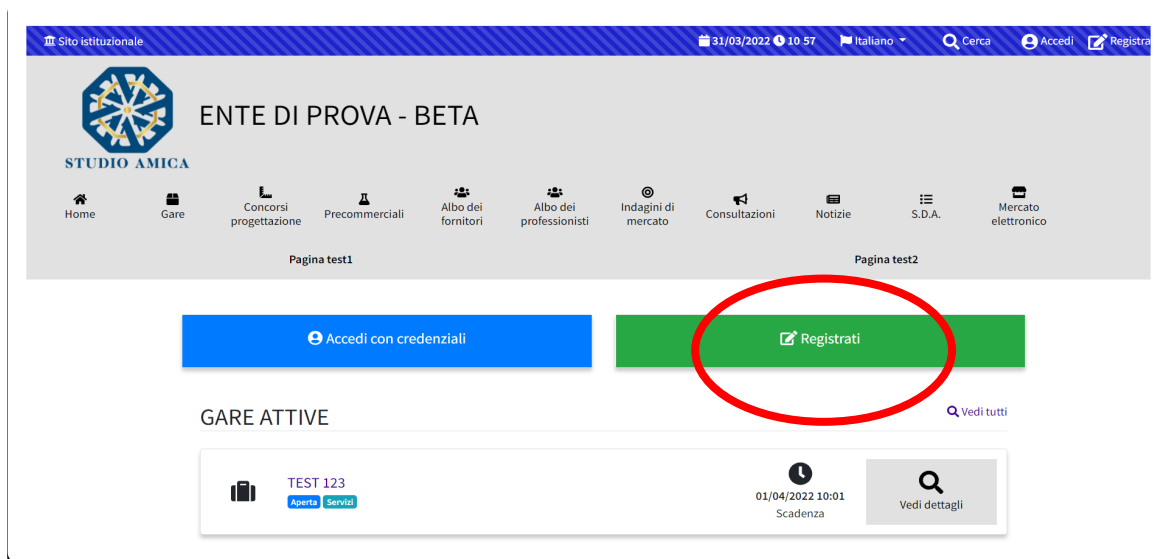 Sito istituzionale
31/03/2022 10 57 Italiano Cerca Accedi Registra
STUDIO AMICA
ENTE DI PROVA - BETA
Home
Gare
Concorsi
progettazione
Precommerciali
Albo dei
fornitori
Albo dei
professionisti
Indagini di
mercato
Consultazioni
Notizie
S.D.A.
Mercato
elettronico
Pagina test1
Pagina test2
Accedi con credenziali
Registrati
GARE ATTIVE
Vedi tutti
TEST 123
Aperta Servizi
01/04/2022 10:01
Scadenza
Vedi dettagli